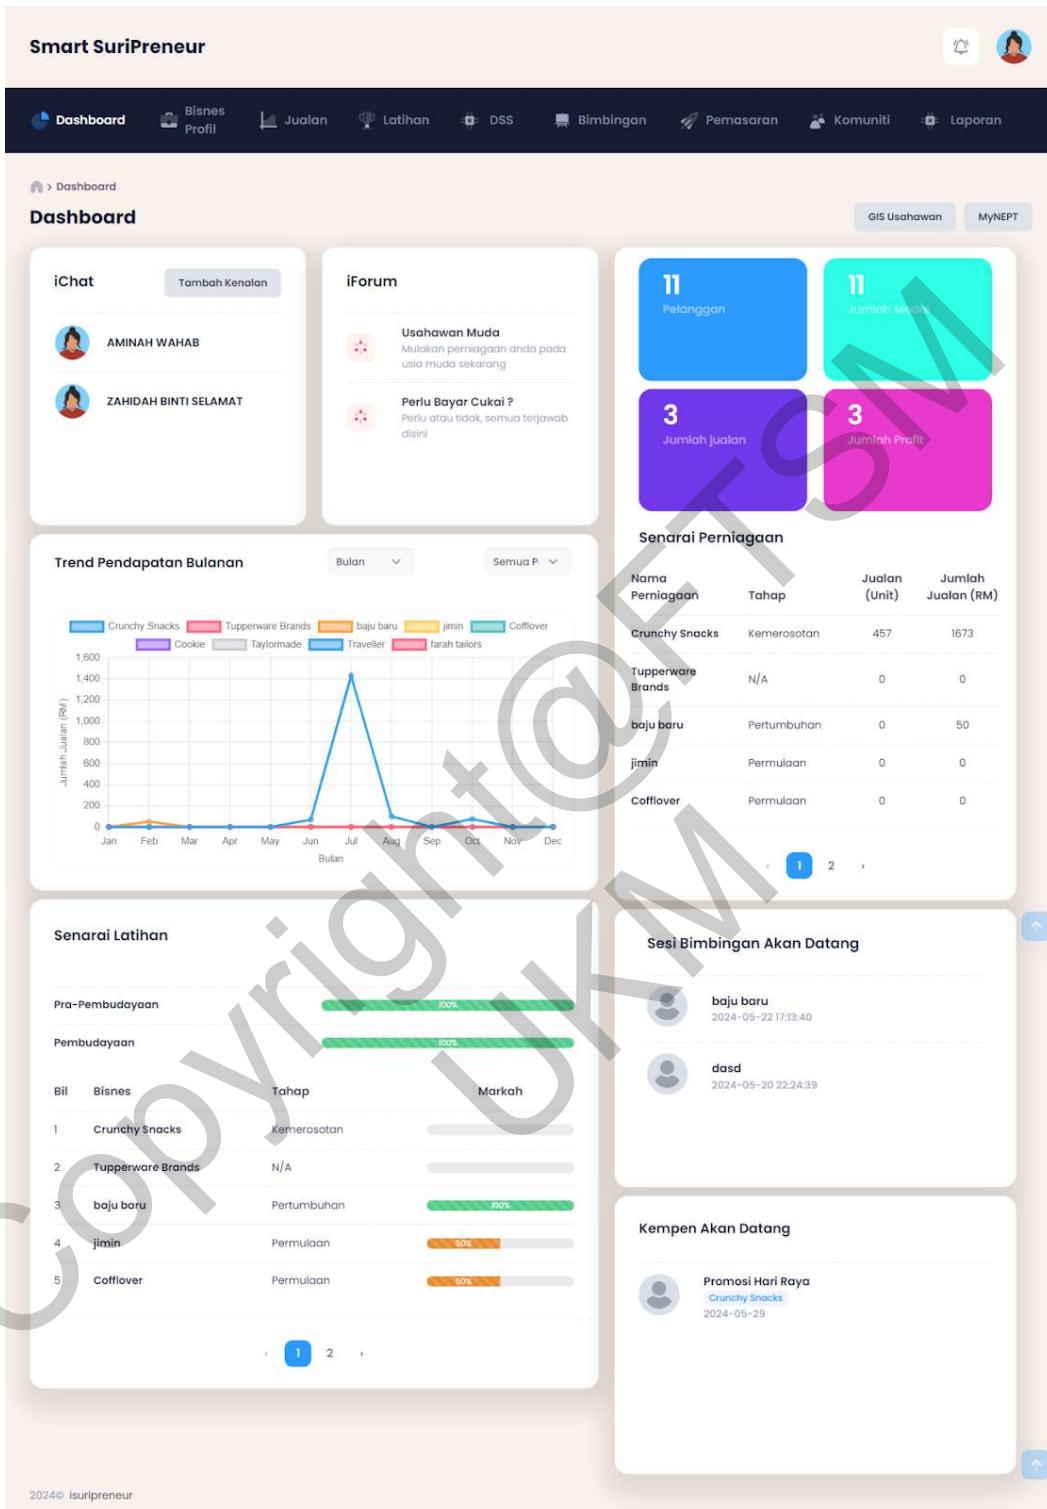 Smart SuriPreneur
Dashboard
Bisnes
Profil
Jualan
Latihan
DSS
Bimbingan
Pemasaran
Komuniti
Laporan
> Dashboard
Dashboard
GIS Usahawan
MyNEPT
iChat
Tambah Kenalan
AMINAH WAHAB
ZAHIDAH BINTI SELAMAT
iForum
Usahawan Muda
Mulakan perniagaan anda pada
usia muda sekarang
Perlu Bayar Cukai ?
Perlu atau tidak, semua terjawab
disini
11
Pelanggan
11
Jumlah Modal
3
Jumlah jualan
3
Jumlah Profit
Senarai Perniagaan
Nama
Perniagaan
Tahap
Jualan
(Unit)
Jumlah
Jualan (RM)
Crunchy Snacks Kemerosotan 457 1673
Tupperware
Brands
N/A 0 0
baju baru Pertumbuhan 0 50
jimin Permulaan 0 0
Cofflover Permulaan 0 0
‹ 1 2 ›
Trend Pendapatan Bulanan
Bulan
Semua P
Crunchy Snacks Tupperware Brands baju baru jimin Cofflover
Cookie Taylormade Traveller farah tailors
Jumlah Jualan (RM)
1,600
1,400
1,200
1,000
800
600
400
200
0
Jan Feb Mar Apr May Jun Jul Aug Sep Oct Nov Dec
Bulan
Senarai Latihan
Pra-Pembudayaan 100%
Pembudayaan 100%
Bil Bisnes Tahap Markah
1 Crunchy Snacks Kemerosotan
2 Tupperware Brands N/A
3 baju baru Pertumbuhan 100%
4 jimin Permulaan 50%
5 Cofflover Permulaan 50%
‹ 1 2 ›
Sesi Bimbingan Akan Datang
baju baru
2024-05-22 17:13:40
dasd
2024-05-20 22:24:39
Kempen Akan Datang
Promosi Hari Raya
Crunchy Snacks
2024-05-29
2024© isuripreneur
Copyright@FTSM
UKM